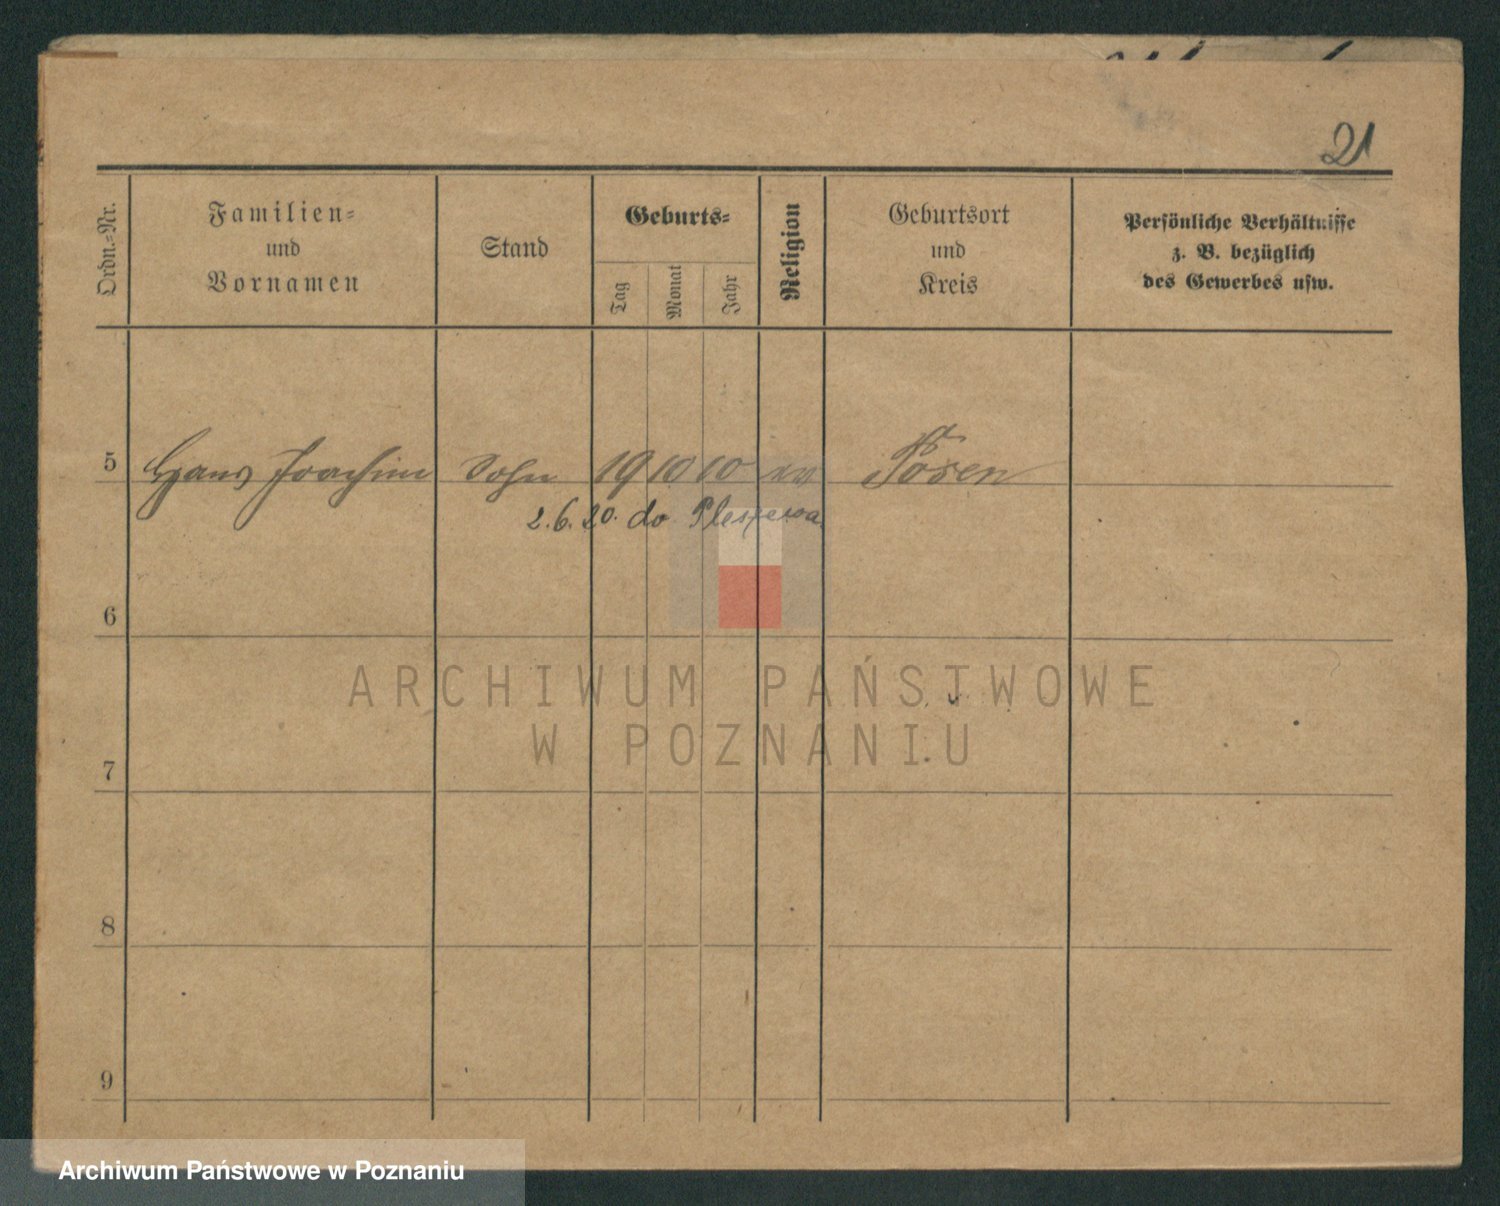 21
Ordn.-Nr.
Familien-
und
Vornamen
Stand
Geburts-
Tag
Monat
Jahr
Religion
Geburtsort
und
Kreis
Persönliche Verhältnisse
z. B. bezüglich
des Gewerbes usw.
5 Hans Joachim Sohn 19 10 10 ev Posen
2.6.20. do Pleszewa
6
ARCHIWUM PAŃSTWOWE
W POZNANIU
7
8
9
Archiwum Państwowe w Poznaniu